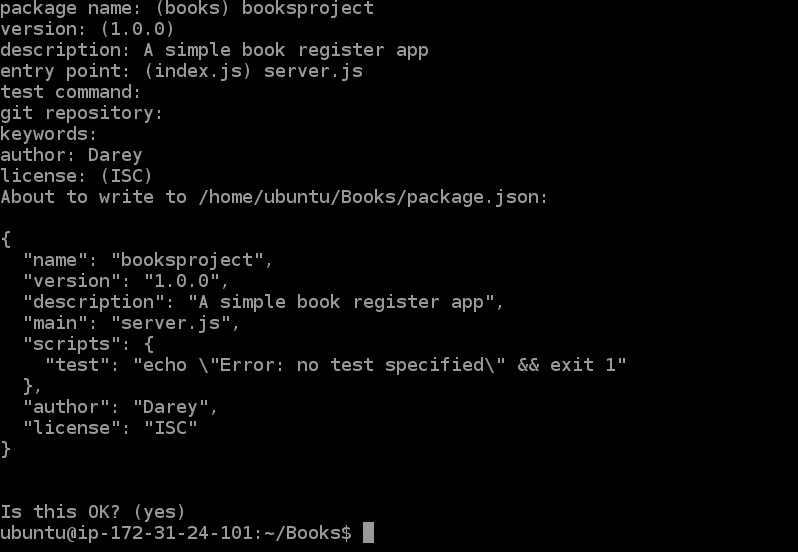 package name: (books) booksproject
version: (1.0.0)
description: A simple book register app
entry point: (index.js) server.js
test command:
git repository:
keywords:
author: Darey
license: (ISC)
About to write to /home/ubuntu/Books/package.json:

{
  "name": "booksproject",
  "version": "1.0.0",
  "description": "A simple book register app",
  "main": "server.js",
  "scripts": {
    "test": "echo \"Error: no test specified\" && exit 1"
  },
  "author": "Darey",
  "license": "ISC"
}


Is this OK? (yes)
ubuntu@ip-172-31-24-101:~/Books$